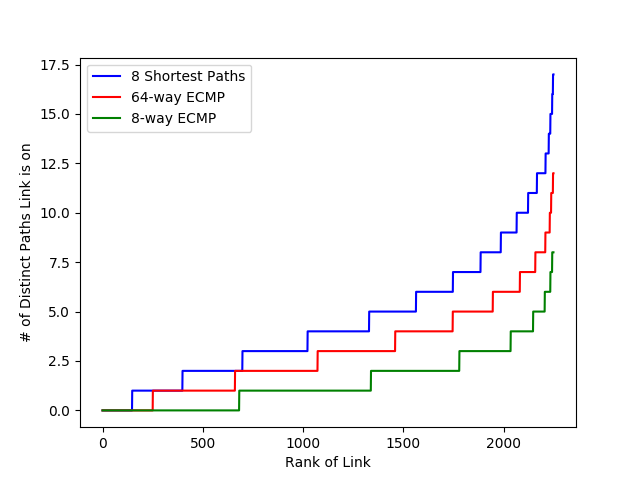 17.5
15.0
12.5
10.0
7.5
5.0
2.5
0.0
# of Distinct Paths Link is on
8 Shortest Paths
64-way ECMP
8-way ECMP
0 500 1000 1500 2000
Rank of Link